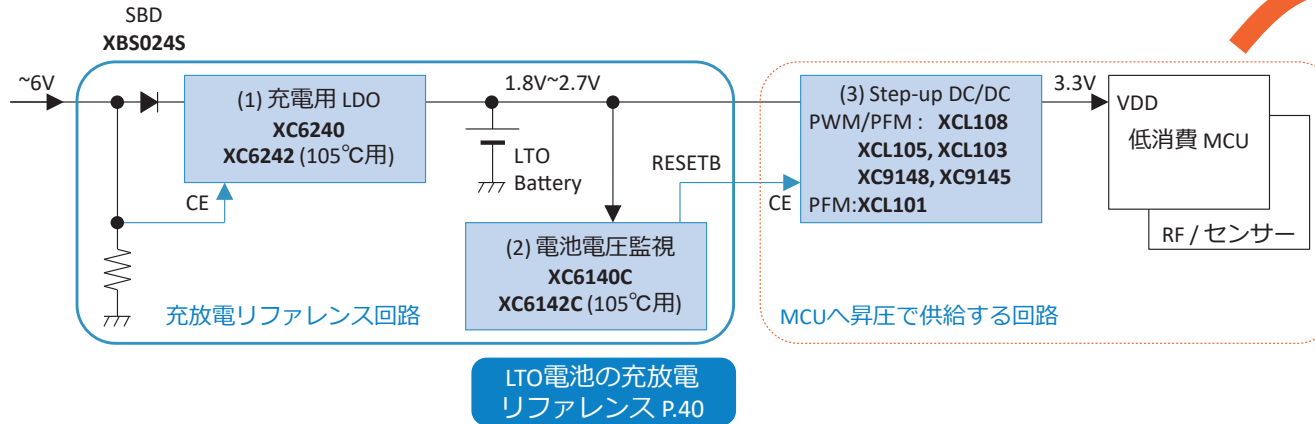 SBD
XBS024S
~6V
(1) 充電用 LDO
XC6240
XC6242 (105℃用)
CE
1.8V~2.7V
LTO
Battery
RESETB
(2) 電池電圧監視
XC6140C
XC6142C (105℃用)
充放電リファレンス回路
(3) Step-up DC/DC
PWM/PFM : XCL108
XCL105, XCL103
XC9148, XC9145
PFM:XCL101
CE
3.3V
VDD
低消費 MCU
RF / センサー
MCUへ昇圧で供給する回路
LTO電池の充放電
リファレンス P.40